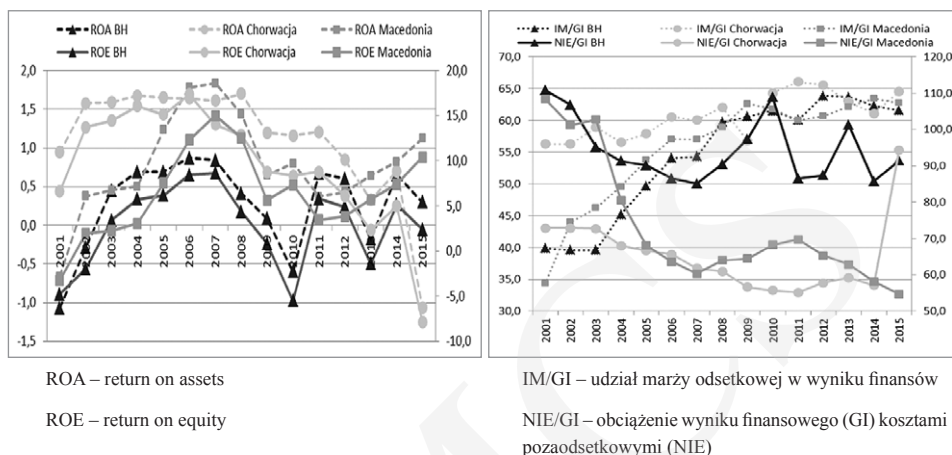 ROA BH ROA Chorwacja ROA Macedonia
ROE BH ROE Chorwacja ROE Macedonia
2,0
1,5
1,0
0,5
0,0
-0,5
-1,0
-1,5
20,0
15,0
10,0
5,0
0,0
-5,0
-10,0
2001 2002 2003 2004 2005 2006 2007 2008 2009 2010 2011 2012 2013 2014 2015
IM/GI BH IM/GI Chorwacja IM/GI Macedonia
NIE/GI BH NIE/GI Chorwacja NIE/GI Macedonia
70,0
65,0
60,0
55,0
50,0
45,0
40,0
35,0
30,0
120,0
110,0
100,0
90,0
80,0
70,0
60,0
50,0
2001 2002 2003 2004 2005 2006 2007 2008 2009 2010 2011 2012 2013 2014 2015
ROA – return on assets
ROE – return on equity
IM/GI – udział marży odsetkowej w wyniku finansów
NIE/GI – obciążenie wyniku finansowego (GI) kosztami
pozaodsetkowymi (NIE)